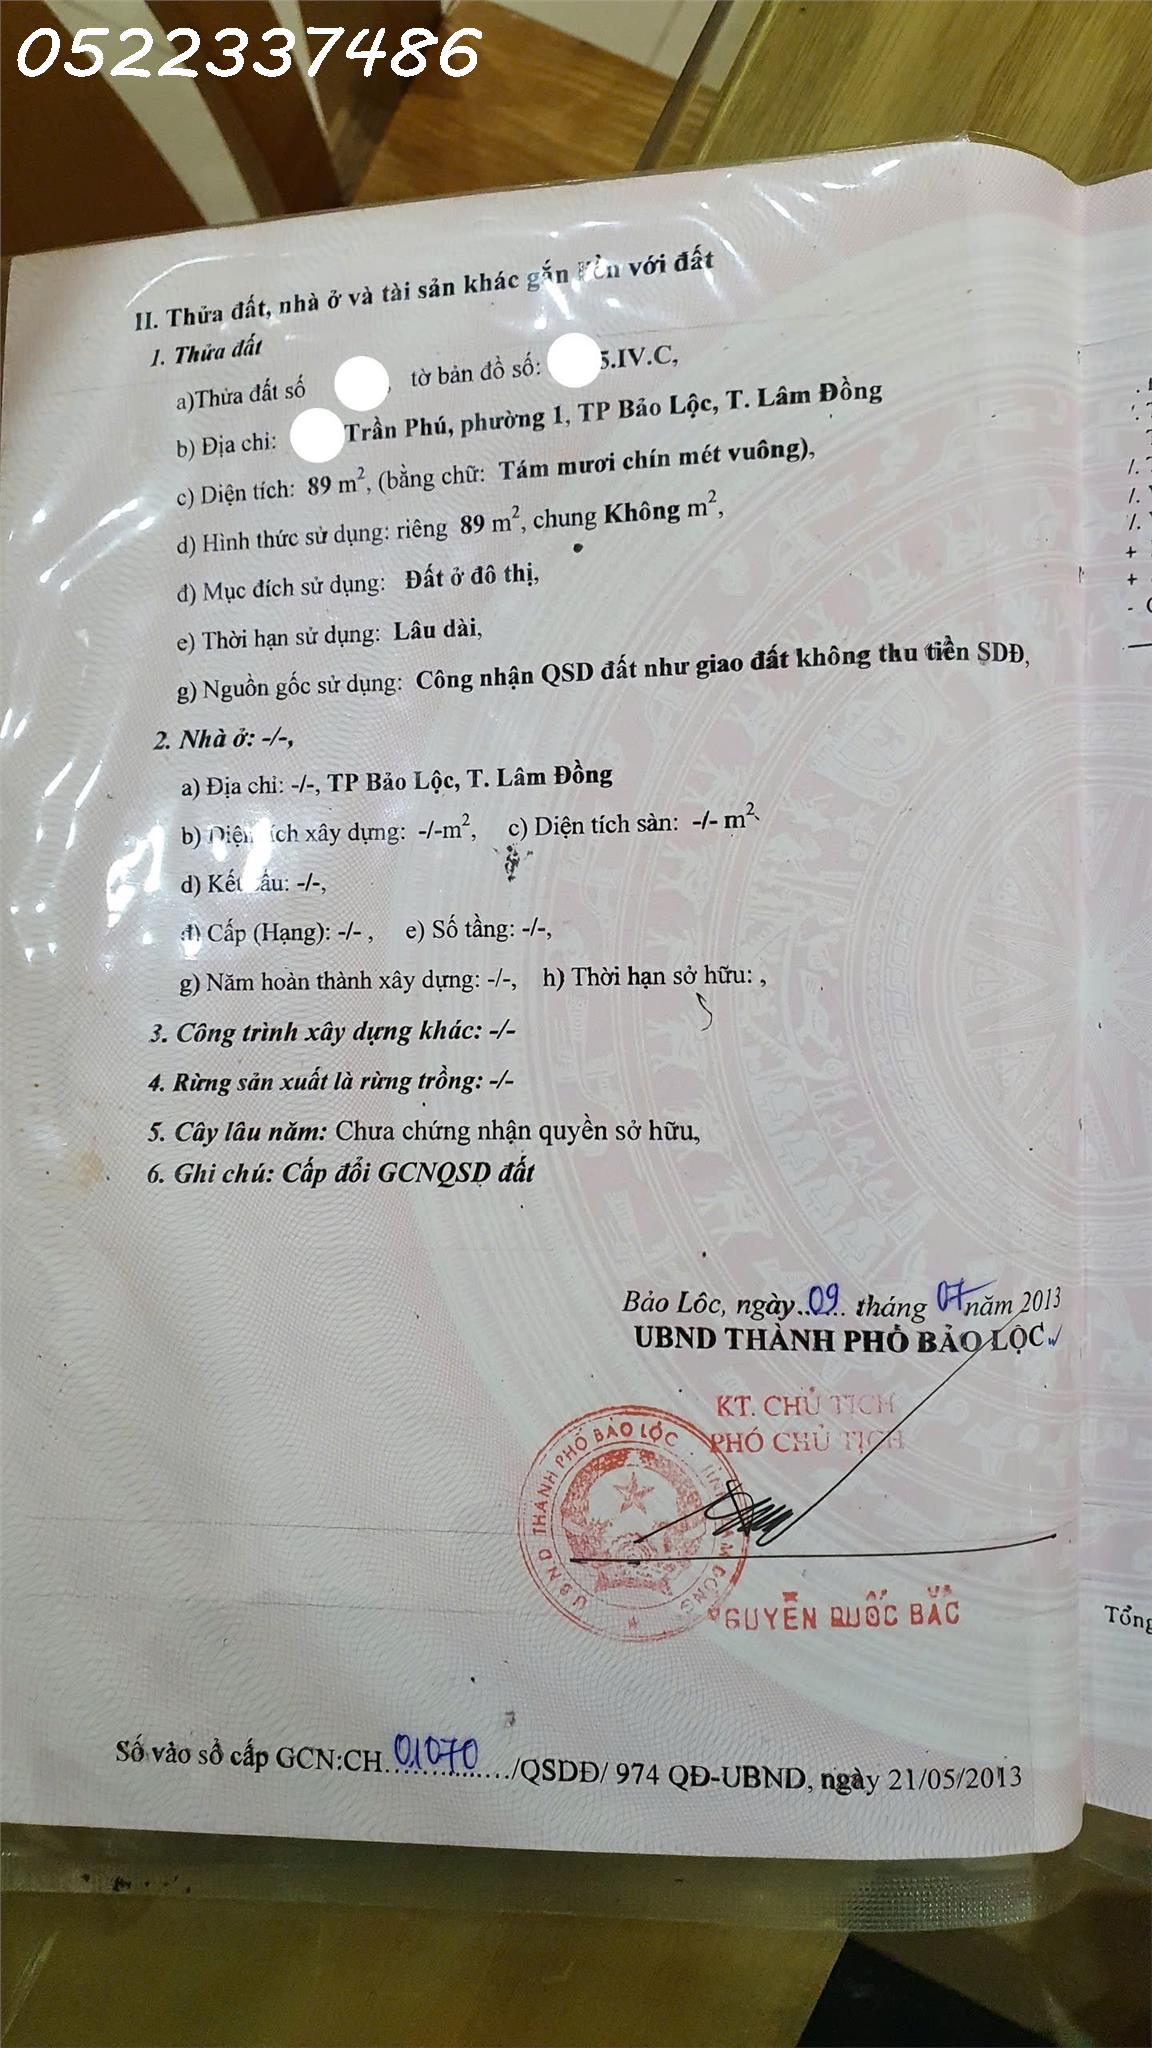 0522337486
II. Thửa đất, nhà ở và tài sản khác gắn với đất
1. Thửa đất
a)Thửa đất số , tờ bản đồ số: 5.IV.C,
b) Địa chỉ: Trần Phú, phường 1, TP Bảo Lộc, T. Lâm Đồng
c) Diện tích: 89 m², (bằng chữ: Tám mươi chín mét vuông),
d) Hình thức sử dụng: riêng 89 m², chung Không m²,
đ) Mục đích sử dụng: Đất ở đô thị,
e) Thời hạn sử dụng: Lâu dài,
g) Nguồn gốc sử dụng: Công nhận QSD đất như giao đất không thu tiền SDĐ,
2. Nhà ở: -/-,
a) Địa chỉ: -/-, TP Bảo Lộc, T. Lâm Đồng
b) Diện tích xây dựng: -/-m², c) Diện tích sàn: -/- m²
d) Kết cấu: -/-,
đ) Cấp (Hạng): -/- , e) Số tầng: -/-,
g) Năm hoàn thành xây dựng: -/-, h) Thời hạn sở hữu: ,
3. Công trình xây dựng khác: -/-
4. Rừng sản xuất là rừng trồng: -/-
5. Cây lâu năm: Chưa chứng nhận quyền sở hữu,
6. Ghi chú: Cấp đổi GCNQSD đất
Bảo Lộc, ngày 09 tháng 07 năm 2013
UBND THÀNH PHỐ BẢO LỘC
KT. CHỦ TỊCH
PHÓ CHỦ TỊCH
U.B.N.D THÀNH PHỐ BẢO LỘC
NGUYỄN QUỐC BẮC
Tổng
Số vào sổ cấp GCN:CH 01070 /QSDĐ/ 974 QĐ-UBND, ngày 21/05/2013